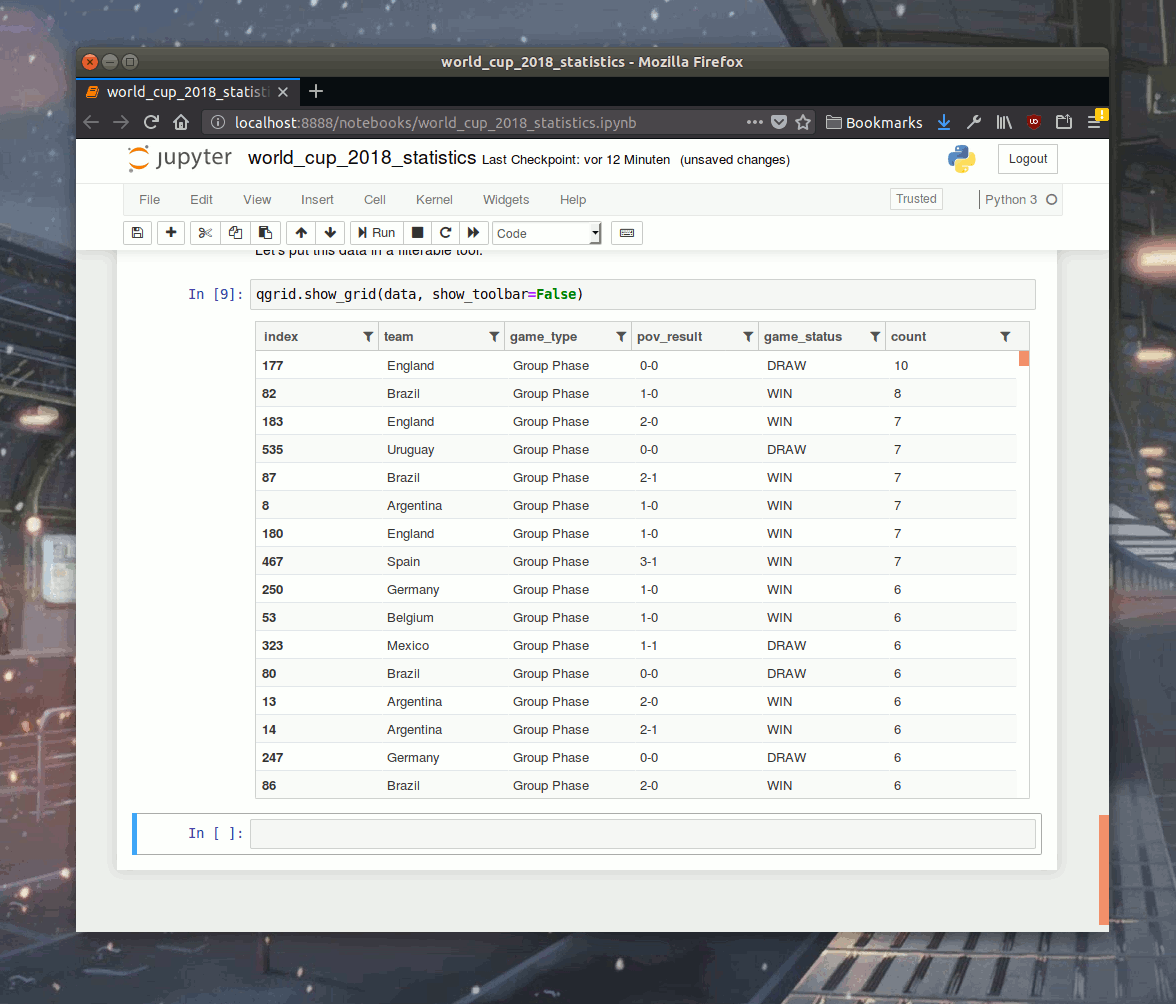 world_cup_2018_statistics - Mozilla Firefox
world_cup_2018_statisti
localhost:8888/notebooks/world_cup_2018_statistics.ipynb
Bookmarks
jupyter world_cup_2018_statistics Last Checkpoint: vor 12 Minuten (unsaved changes)
Logout
File Edit View Insert Cell Kernel Widgets Help
Trusted
Python 3
Run
Code
Let's put this data in a filterable tool.
In [9]: qgrid.show_grid(data, show_toolbar=False)
index team game_type pov_result game_status count
177 England Group Phase 0-0 DRAW 10
82 Brazil Group Phase 1-0 WIN 8
183 England Group Phase 2-0 WIN 7
535 Uruguay Group Phase 0-0 DRAW 7
87 Brazil Group Phase 2-1 WIN 7
8 Argentina Group Phase 1-0 WIN 7
180 England Group Phase 1-0 WIN 7
467 Spain Group Phase 3-1 WIN 7
250 Germany Group Phase 1-0 WIN 6
53 Belgium Group Phase 1-0 WIN 6
323 Mexico Group Phase 1-1 DRAW 6
80 Brazil Group Phase 0-0 DRAW 6
13 Argentina Group Phase 2-0 WIN 6
14 Argentina Group Phase 2-1 WIN 6
247 Germany Group Phase 0-0 DRAW 6
86 Brazil Group Phase 2-0 WIN 6
In [ ]: